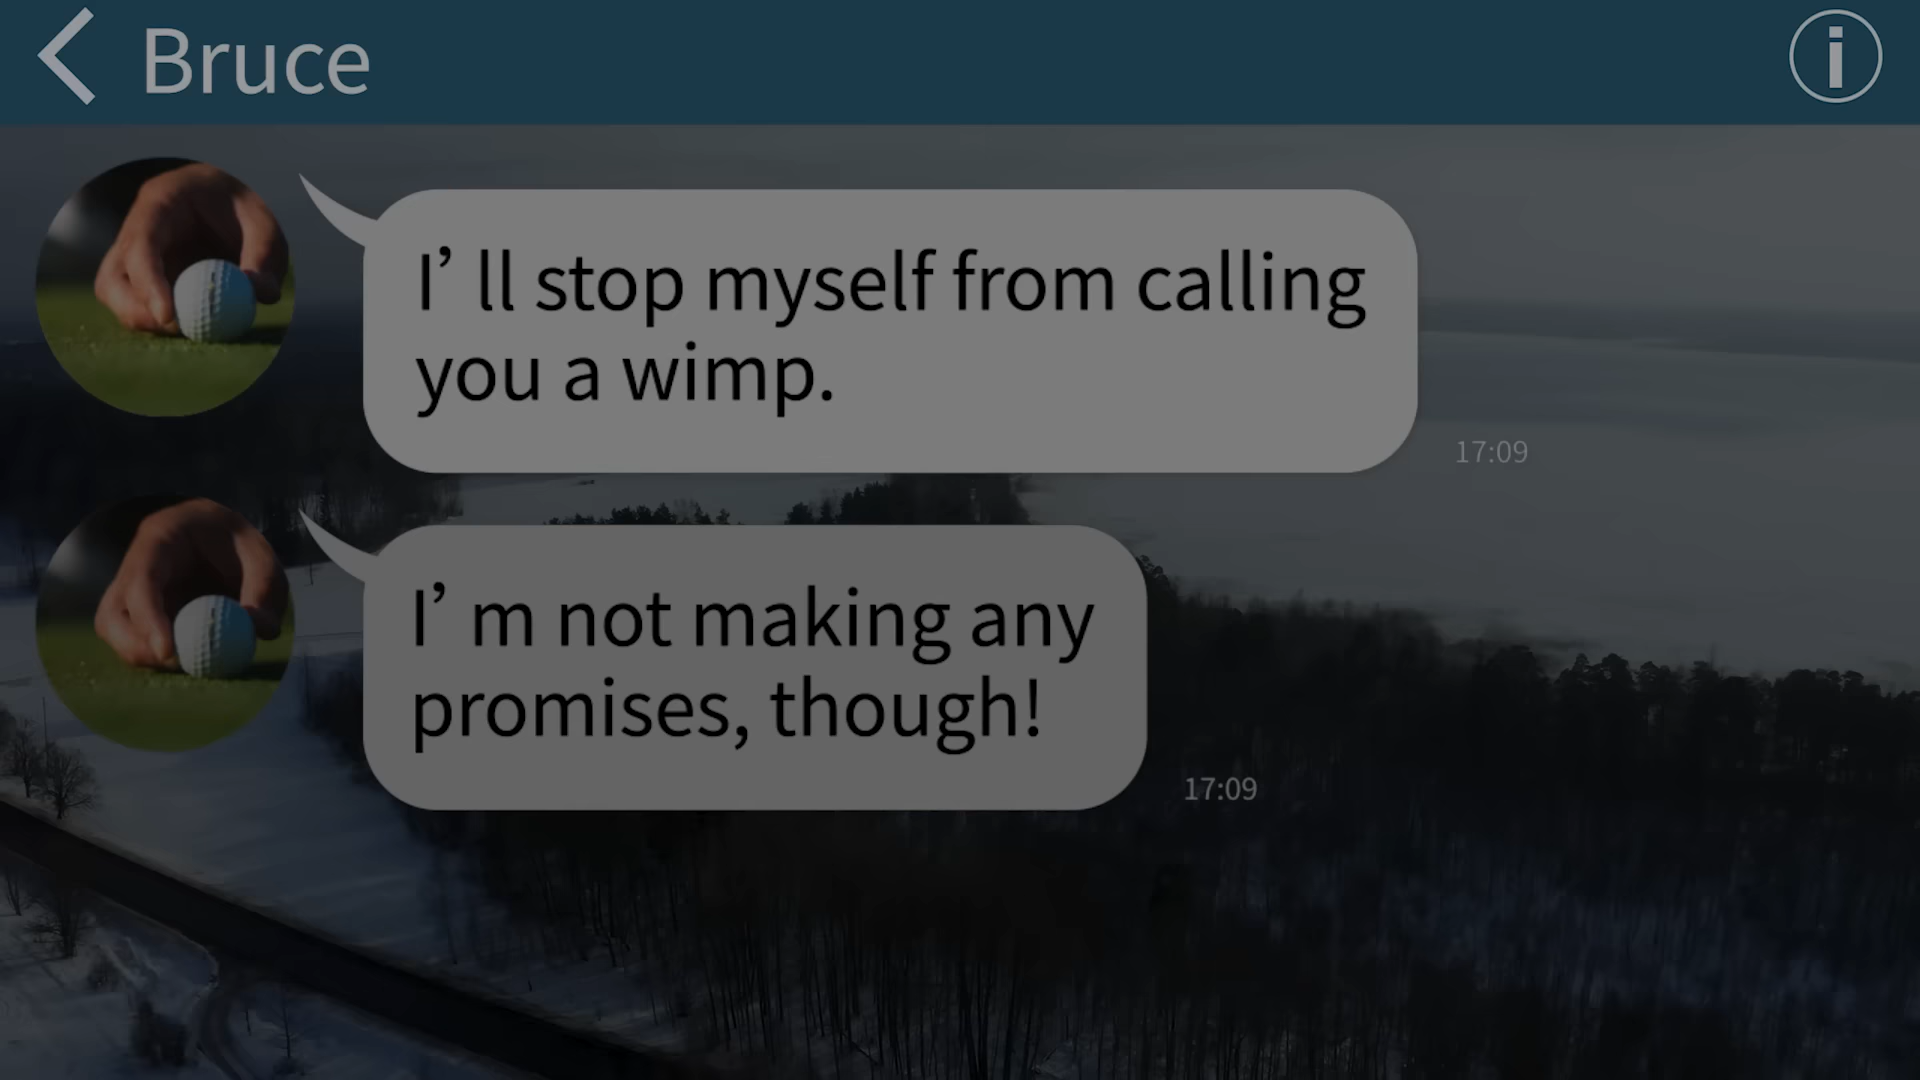 Bruce
I’ll stop myself from calling
you a wimp.
17:09
I’m not making any
promises, though!
17:09